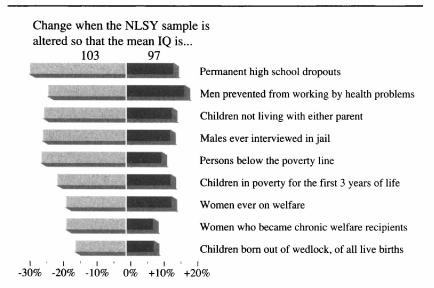 Change when the NLSY sample is
altered so that the mean IQ is...
103 97
Permanent high school dropouts
Men prevented from working by health problems
Children not living with either parent
Males ever interviewed in jail
Persons below the poverty line
Children in poverty for the first 3 years of life
Women ever on welfare
Women who became chronic welfare recipients
Children born out of wedlock, of all live births
-30% -20% -10% 0% +10% +20%